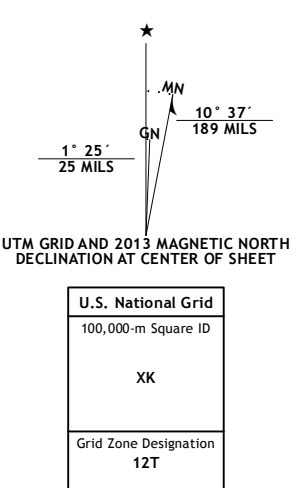 ★
MN
GN
10° 37´
189 MILS
1° 25´
25 MILS
UTM GRID AND 2013 MAGNETIC NORTH
DECLINATION AT CENTER OF SHEET
U.S. National Grid
100,000-m Square ID
XK
Grid Zone Designation
12T